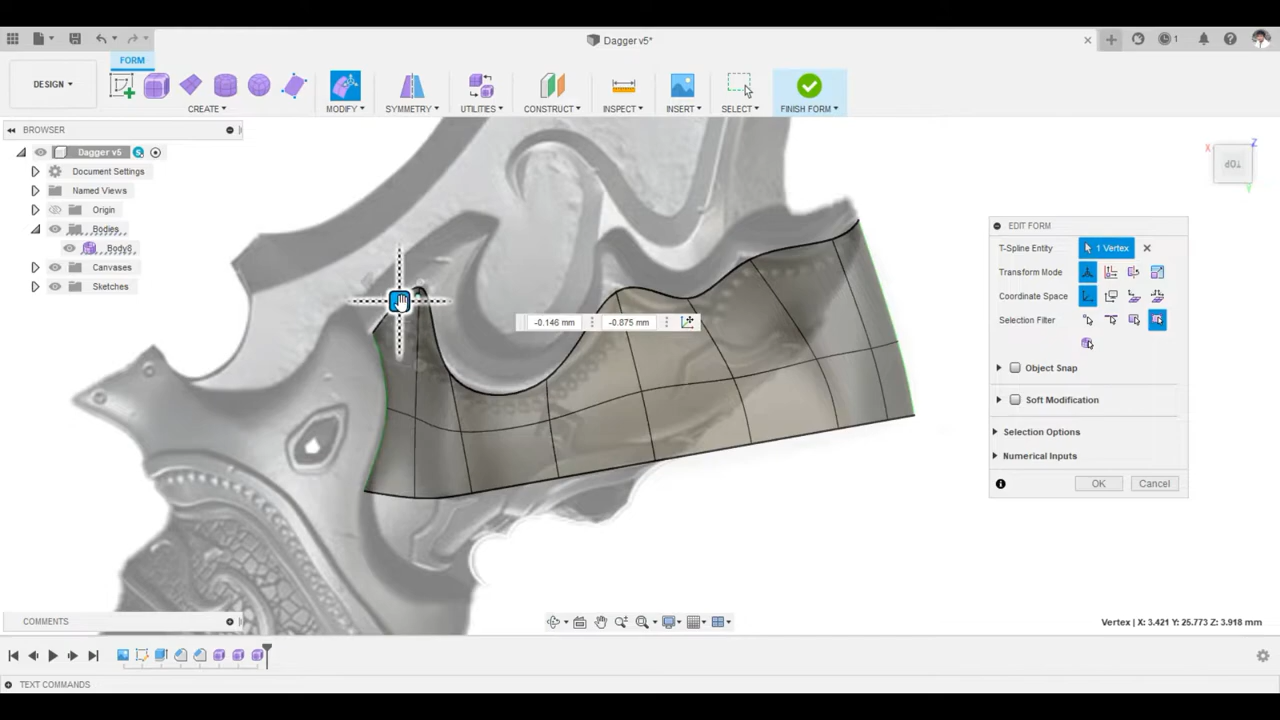 Dagger v5*
1
FORM
DESIGN
CREATE
MODIFY
SYMMETRY
UTILITIES
CONSTRUCT
INSPECT
INSERT
SELECT
FINISH FORM
BROWSER
Dagger v5
S
Document Settings
Named Views
Origin
Bodies
Body8
Canvases
Sketches
X
Z
TOP
Y
-0.146 mm
-0.875 mm
EDIT FORM
T-Spline Entity
1 Vertex
Transform Mode
Coordinate Space
Selection Filter
Object Snap
Soft Modification
Selection Options
Numerical Inputs
OK
Cancel
COMMENTS
Vertex | X: 3.421 Y: 25.773 Z: 3.918 mm
TEXT COMMANDS